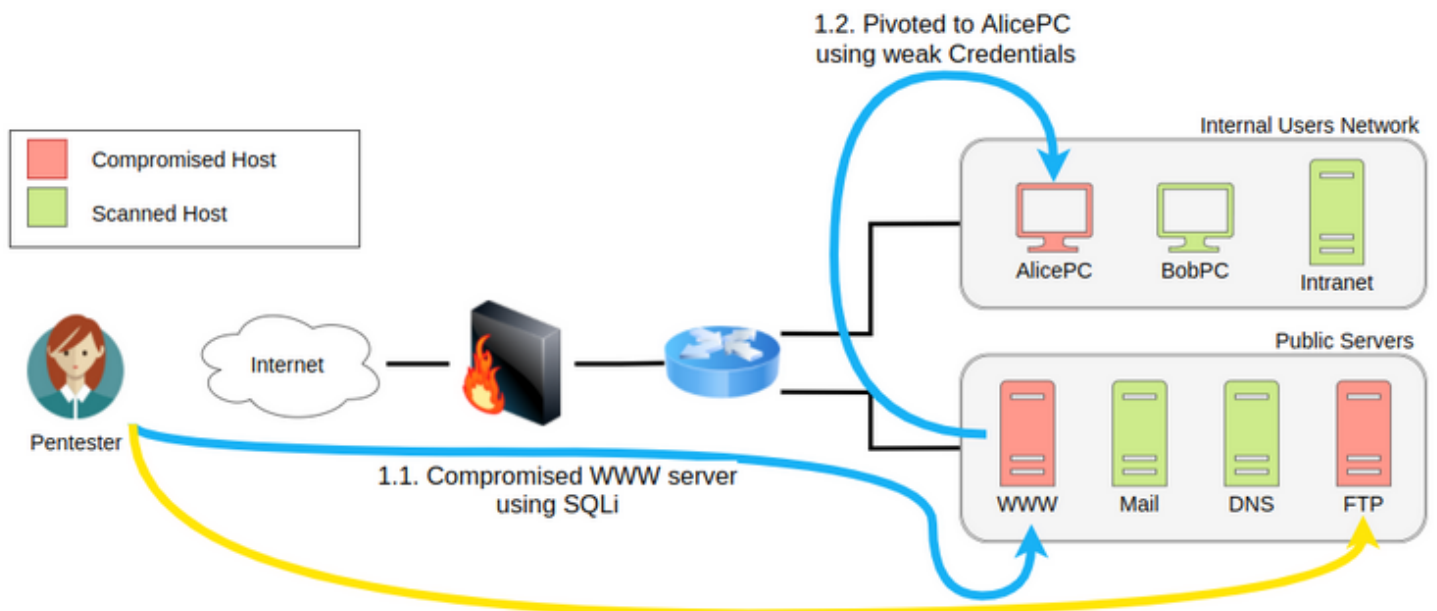 1.2. Pivoted to AlicePC
using weak Credentials
Internal Users Network
Compromised Host
Scanned Host
AlicePC
BobPC
Intranet
Internet
Public Servers
Pentester
1.1. Compromised WWW server
using SQLi
WWW
Mail
DNS
FTP